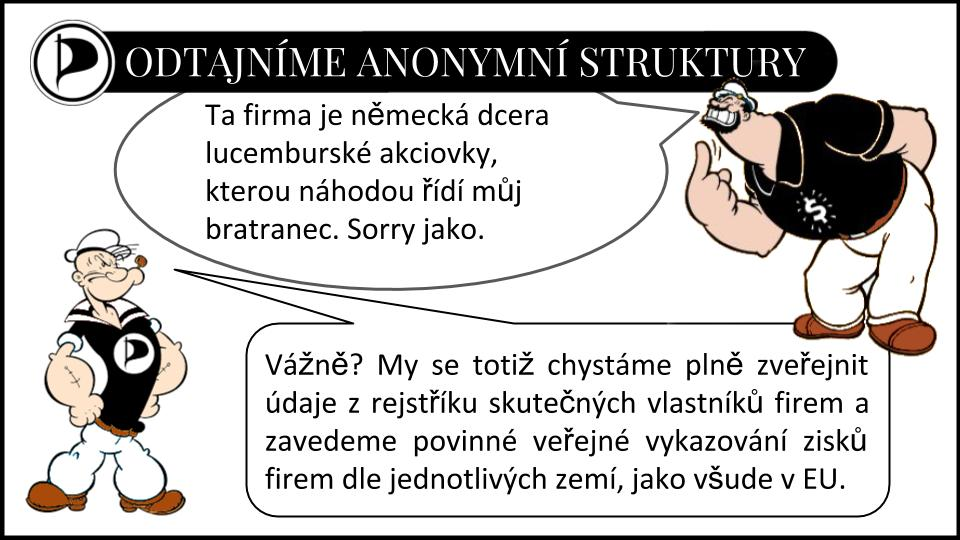 ODTAJNÍME ANONYMNÍ STRUKTURY
Ta firma je německá dcera
lucemburské akciovky,
kterou náhodou řídí můj
bratranec. Sorry jako.
Vážně? My se totiž chystáme plně zveřejnit
údaje z rejstříku skutečných vlastníků firem a
zavedeme povinné veřejné vykazování zisků
firem dle jednotlivých zemí, jako všude v EU.
$